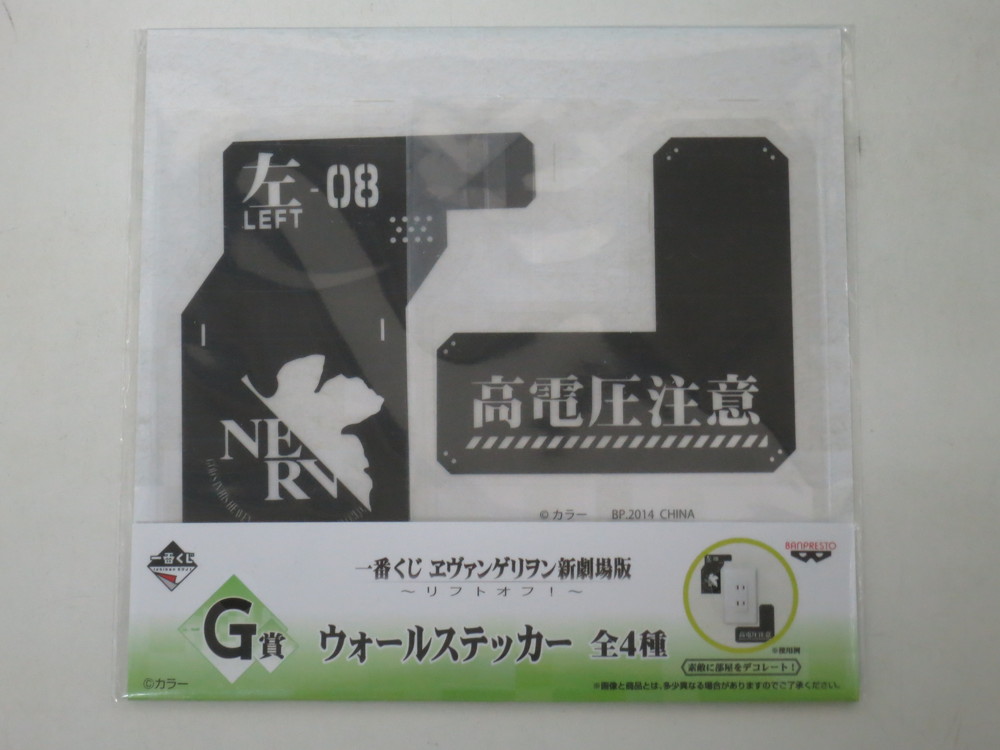 左 -08
LEFT
NERV
高電圧注意
©カラー BP.2014 CHINA
一番くじ
BANPRESTO
一番くじ ヱヴァンゲリヲン新劇場版
～リフトオフ！～
G賞 ウォールステッカー 全4種
高電圧注意
※使用例
素敵に部屋をデコレート！
©カラー
※画像と商品とは、多少異なる場合がありますのでご了承ください。